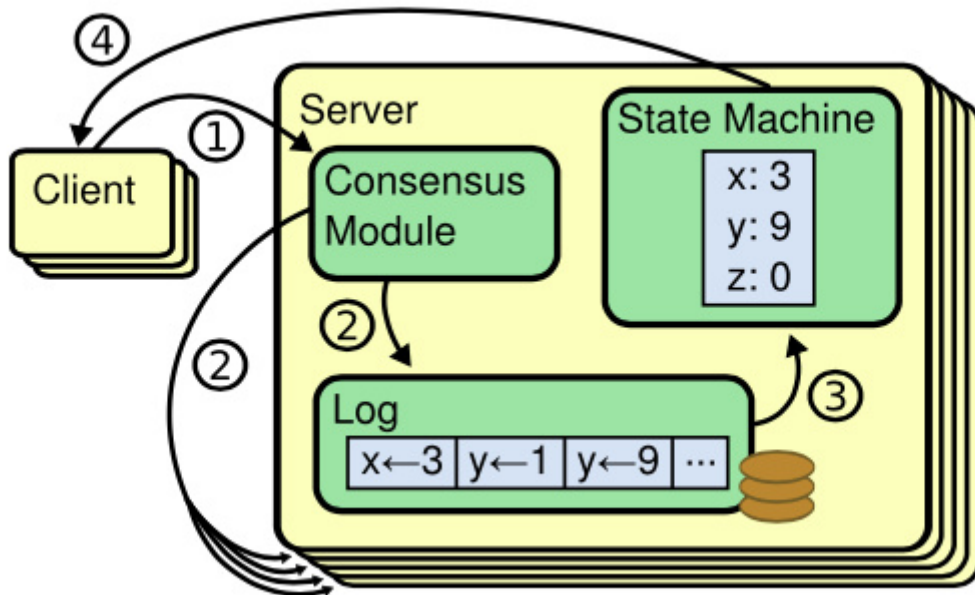 ④
①
Client
Server
Consensus
Module
State Machine
x: 3
y: 9
z: 0
②
②
③
Log
x←3 y←1 y←9 ···